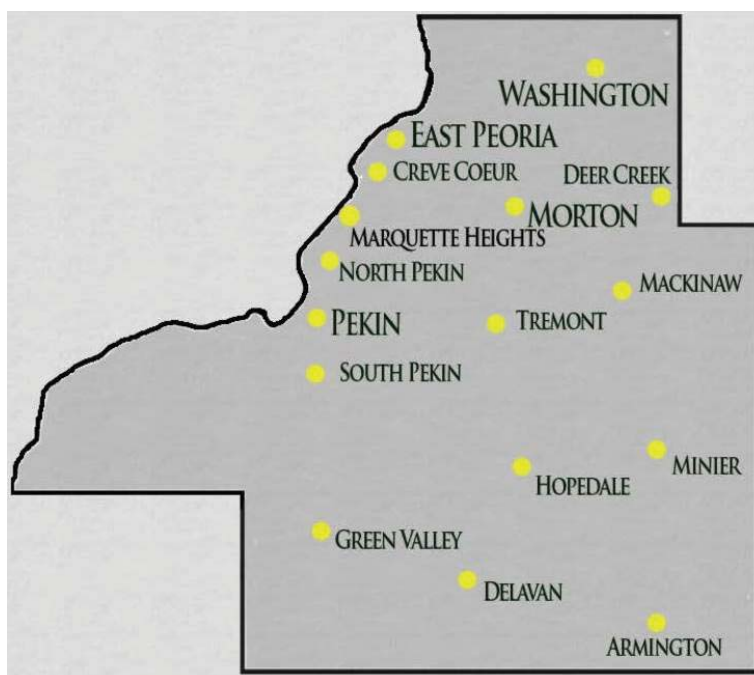 WASHINGTON
EAST PEORIA
CREVE COEUR
DEER CREEK
MORTON
MARQUETTE HEIGHTS
NORTH PEKIN
MACKINAW
PEKIN
TREMONT
SOUTH PEKIN
MINIER
HOPEDALE
GREEN VALLEY
DELAVAN
ARMINGTON